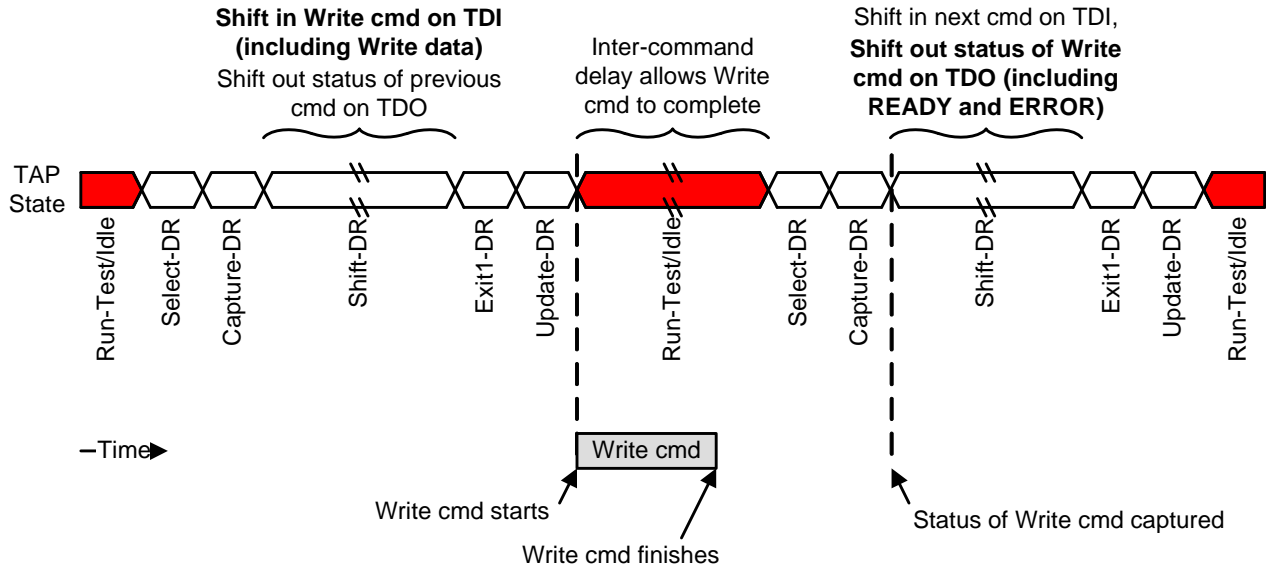 Shift in Write cmd on TDI
(including Write data)
Shift out status of previous
cmd on TDO
Inter-command
delay allows Write
cmd to complete
Shift in next cmd on TDI,
Shift out status of Write
cmd on TDO (including
READY and ERROR)
TAP
State
Run-Test/Idle
Select-DR
Capture-DR
Shift-DR
Exit1-DR
Update-DR
Run-Test/Idle
Select-DR
Capture-DR
Shift-DR
Exit1-DR
Update-DR
Run-Test/Idle
Time
Write cmd
Write cmd starts
Write cmd finishes
Status of Write cmd captured